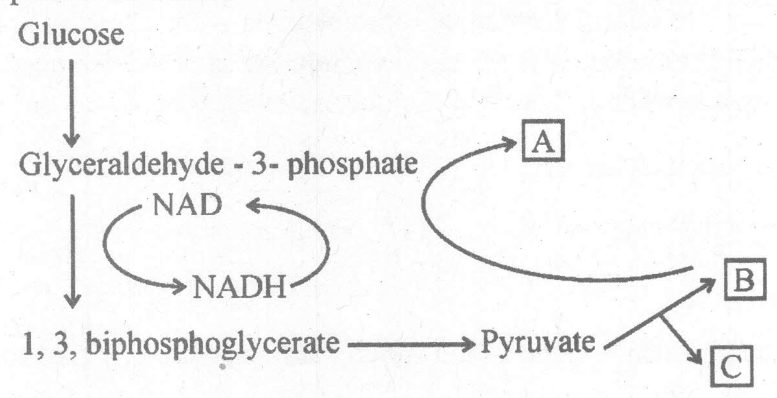 Glucose
Glyceraldehyde - 3- phosphate
A
NAD
NADH
B
1, 3, biphosphoglycerate
Pyruvate
C